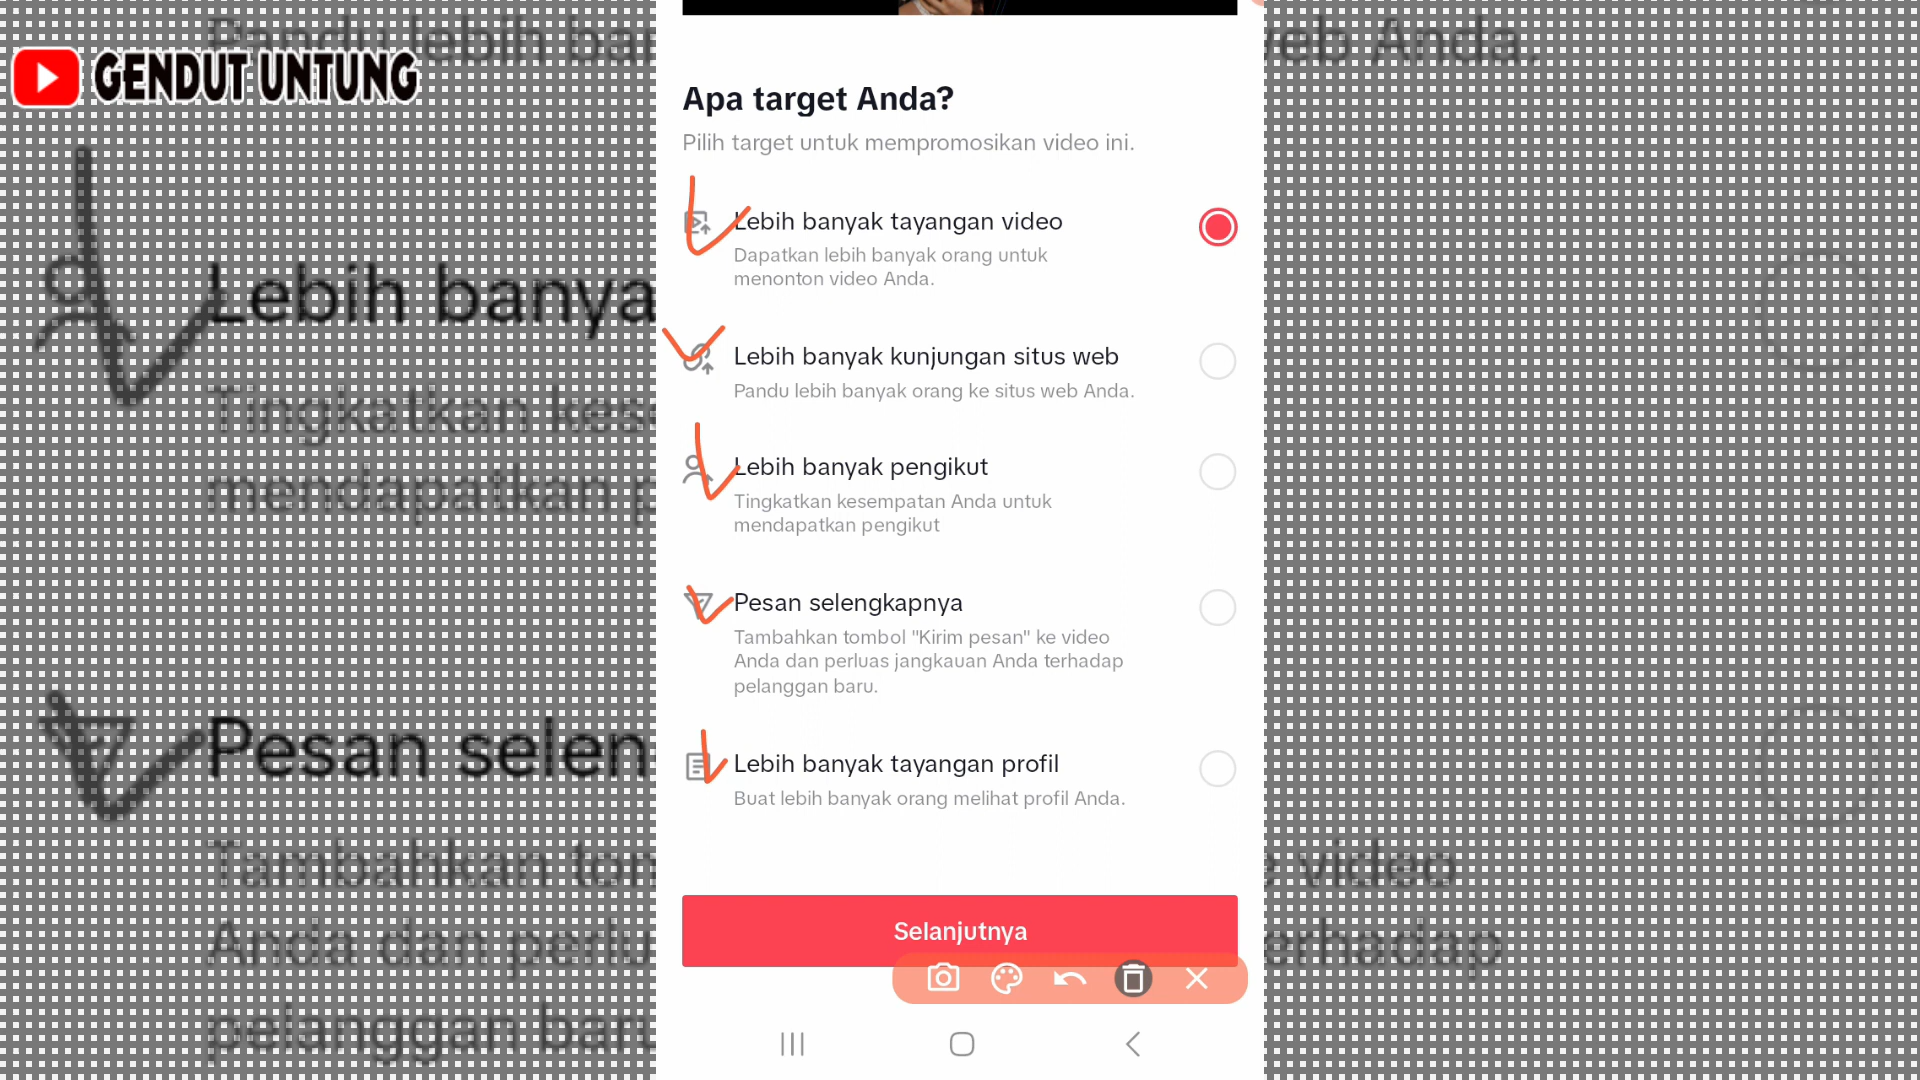 GENDUT UNTUNG
Apa target Anda?
Pilih target untuk mempromosikan video ini.
Lebih banyak tayangan video
Dapatkan lebih banyak orang untuk
menonton video Anda.
Lebih banyak kunjungan situs web
Pandu lebih banyak orang ke situs web Anda.
Lebih banyak pengikut
Tingkatkan kesempatan Anda untuk
mendapatkan pengikut
Pesan selengkapnya
Tambahkan tombol "Kirim pesan" ke video
Anda dan perluas jangkauan Anda terhadap
pelanggan baru.
Lebih banyak tayangan profil
Buat lebih banyak orang melihat profil Anda.
Selanjutnya